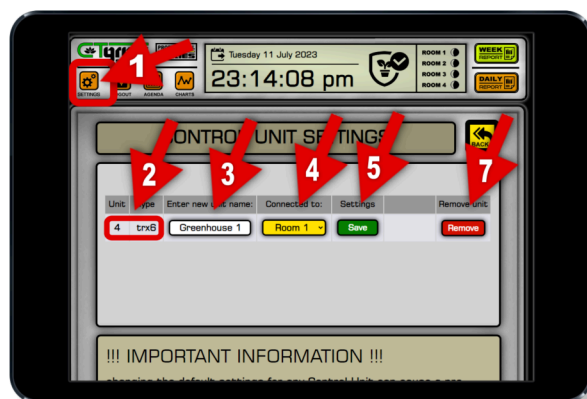 Tuesday 11 July 2023
23:14:08 pm
ROOM 1
ROOM 2
ROOM 3
ROOM 4
WEEK
REPORT
DAILY
REPORT
SETTINGS
AGENDA
CHARTS
1
UNIT
BACK
2
3
4
5
7
Unit
Enter new
name:
Connected to:
Settings
Remove unit
4 trx6 Greenhouse 1 Room 1 Save Remove
!!! IMPORTANT INFORMATION !!!